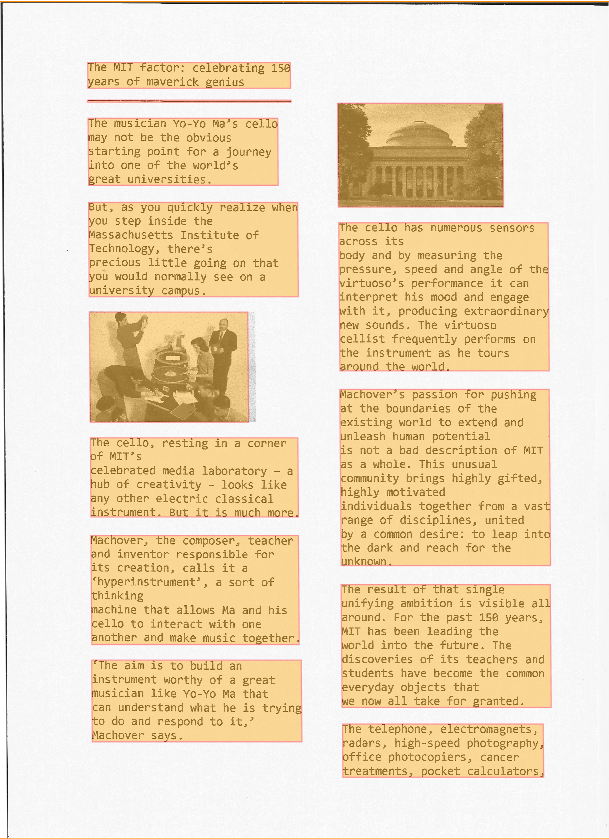 The MIT factor: celebrating 150
years of maverick genius
The musician Yo-Yo Ma's cello
may not be the obvious
starting point for a journey
into one of the world's
great universities.
But, as you quickly realize when
you step inside the
Massachusetts Institute of
Technology, there's
precious little going on that
you would normally see on a
university campus.
The cello, resting in a corner
of MIT's
celebrated media laboratory – a
hub of creativity – looks like
any other electric classical
instrument. But it is much more.
Machover, the composer, teacher
and inventor responsible for
its creation, calls it a
'hyperinstrument', a sort of
thinking
machine that allows Ma and his
cello to interact with one
another and make music together.
'The aim is to build an
instrument worthy of a great
musician like Yo-Yo Ma that
can understand what he is trying
to do and respond to it,'
Machover says.
The cello has numerous sensors
across its
body and by measuring the
pressure, speed and angle of the
virtuoso's performance it can
interpret his mood and engage
with it, producing extraordinary
new sounds. The virtuoso
cellist frequently performs on
the instrument as he tours
around the world.
Machover's passion for pushing
at the boundaries of the
existing world to extend and
unleash human potential
is not a bad description of MIT
as a whole. This unusual
community brings highly gifted,
highly motivated
individuals together from a vast
range of disciplines, united
by a common desire: to leap into
the dark and reach for the
unknown.
The result of that single
unifying ambition is visible all
around. For the past 150 years,
MIT has been leading the
world into the future. The
discoveries of its teachers and
students have become the common
everyday objects that
we now all take for granted.
The telephone, electromagnets,
radars, high-speed photography,
office photocopiers, cancer
treatments, pocket calculators,